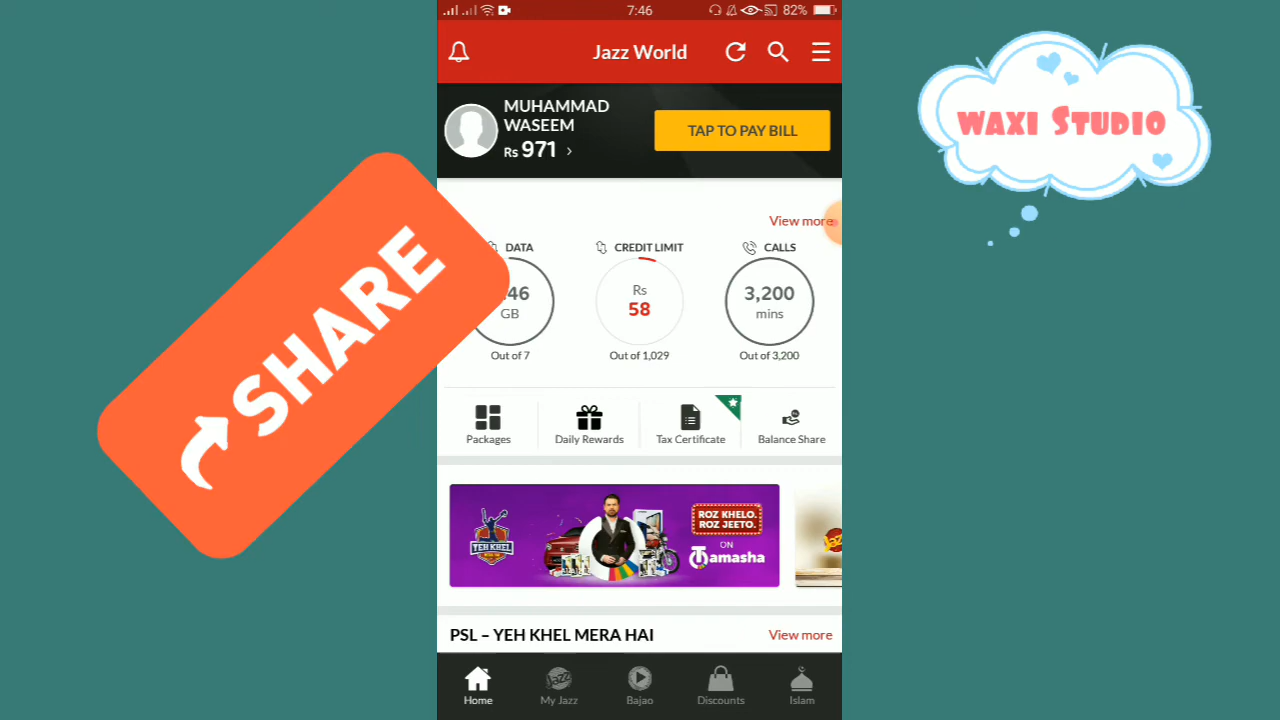 7:46
82%
Jazz World
MUHAMMAD
WASEEM
Rs 971
TAP TO PAY BILL
WAXI STUDIO
SHARE
View more
DATA
CREDIT LIMIT
CALLS
46
GB
Out of 7
Rs
58
Out of 1,029
3,200
mins
Out of 3,200
Packages
Daily Rewards
Tax Certificate
Balance Share
YEH KHEL
ROZ KHELO.
ROZ JEETO.
ON
Tamasha
PSL – YEH KHEL MERA HAI
View more
Home
My Jazz
Bajao
Discounts
Islam